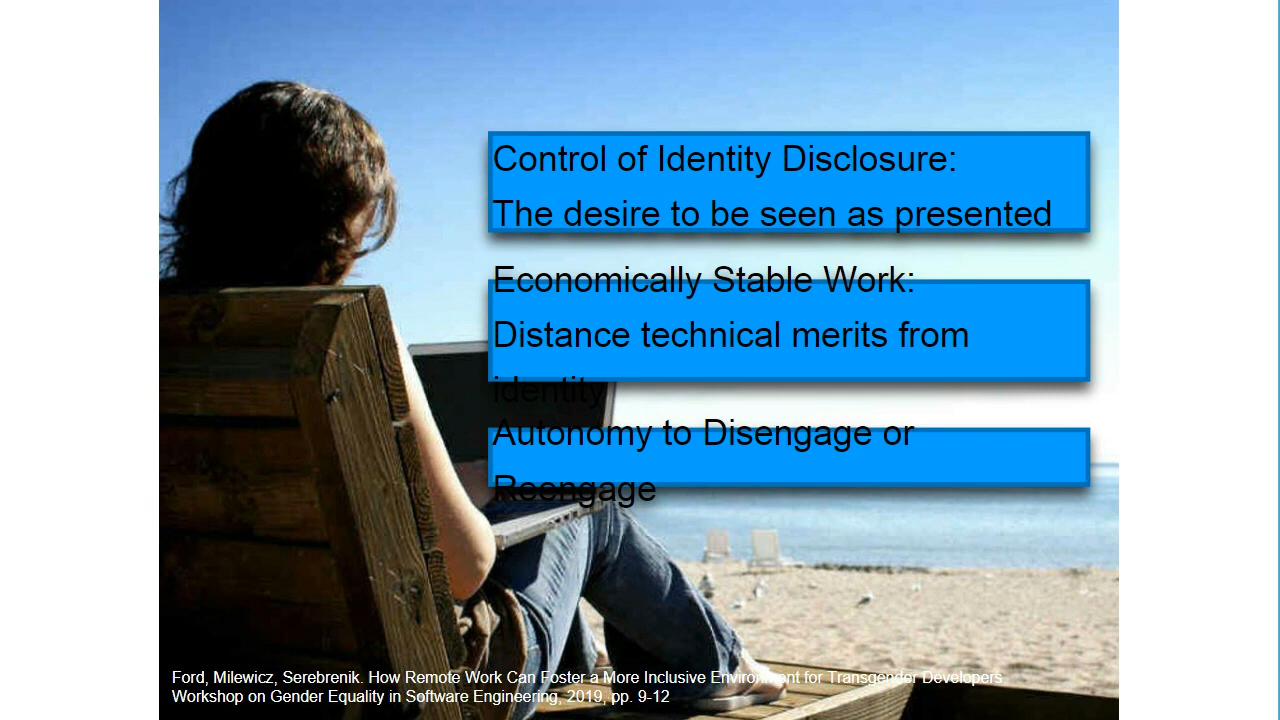 Control of Identity Disclosure:
The desire to be seen as presented
Economically Stable Work:
Distance technical merits from
identity
Autonomy to Disengage or
Reengage
Ford, Milewicz, Serebrenik. How Remote Work Can Foster a More Inclusive Environment for Transgender Developers
Workshop on Gender Equality in Software Engineering, 2019, pp. 9-12